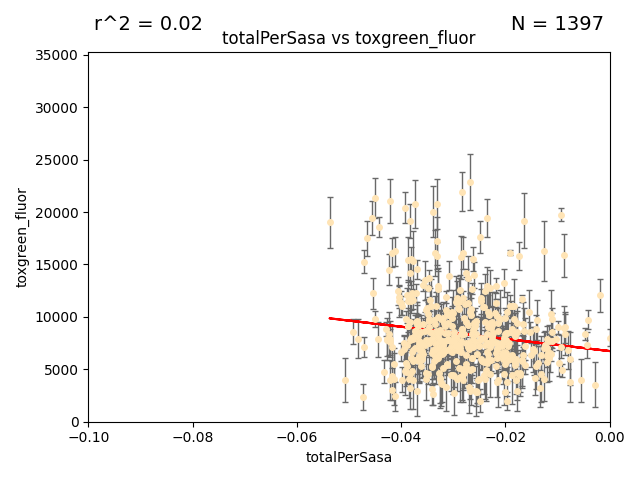 r^2 = 0.02
N = 1397
totalPerSasa vs toxgreen_fluor
35000
30000
25000
20000
15000
10000
5000
0
toxgreen_fluor
−0.10
−0.08
−0.06
−0.04
−0.02
0.00
totalPerSasa